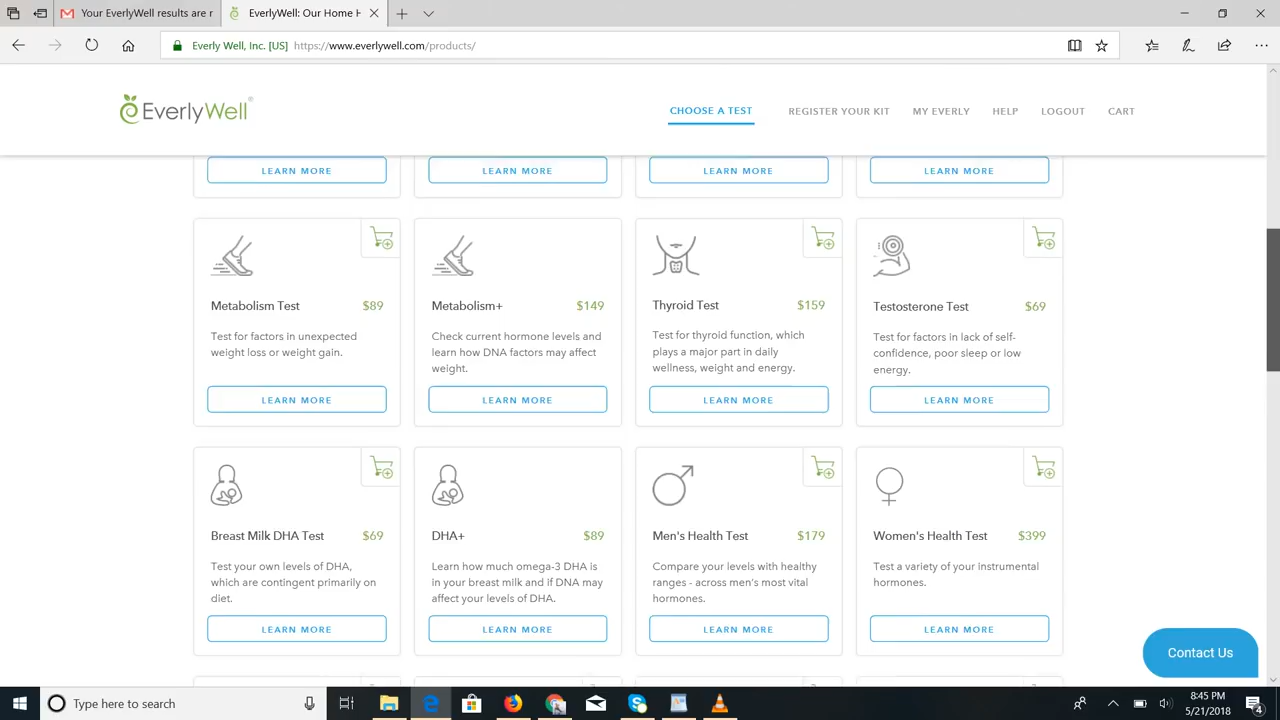 Your EverlyWell results are r
EverlyWell: Our Home H
Everly Well, Inc. [US] https://www.everlywell.com/products/
EverlyWell®
CHOOSE A TEST REGISTER YOUR KIT MY EVERLY HELP LOGOUT CART
LEARN MORE LEARN MORE LEARN MORE LEARN MORE
Metabolism Test $89
Test for factors in unexpected
weight loss or weight gain.
LEARN MORE
Metabolism+ $149
Check current hormone levels and
learn how DNA factors may affect
weight.
LEARN MORE
Thyroid Test $159
Test for thyroid function, which
plays a major part in daily
wellness, weight and energy.
LEARN MORE
Testosterone Test $69
Test for factors in lack of self-
confidence, poor sleep or low
energy.
LEARN MORE
Breast Milk DHA Test $69
Test your own levels of DHA,
which are contingent primarily on
diet.
LEARN MORE
DHA+ $89
Learn how much omega-3 DHA is
in your breast milk and if DNA may
affect your levels of DHA.
LEARN MORE
Men's Health Test $179
Compare your levels with healthy
ranges - across men's most vital
hormones.
LEARN MORE
Women's Health Test $399
Test a variety of your instrumental
hormones.
LEARN MORE
Contact Us
Type here to search
8:45 PM
5/21/2018
4